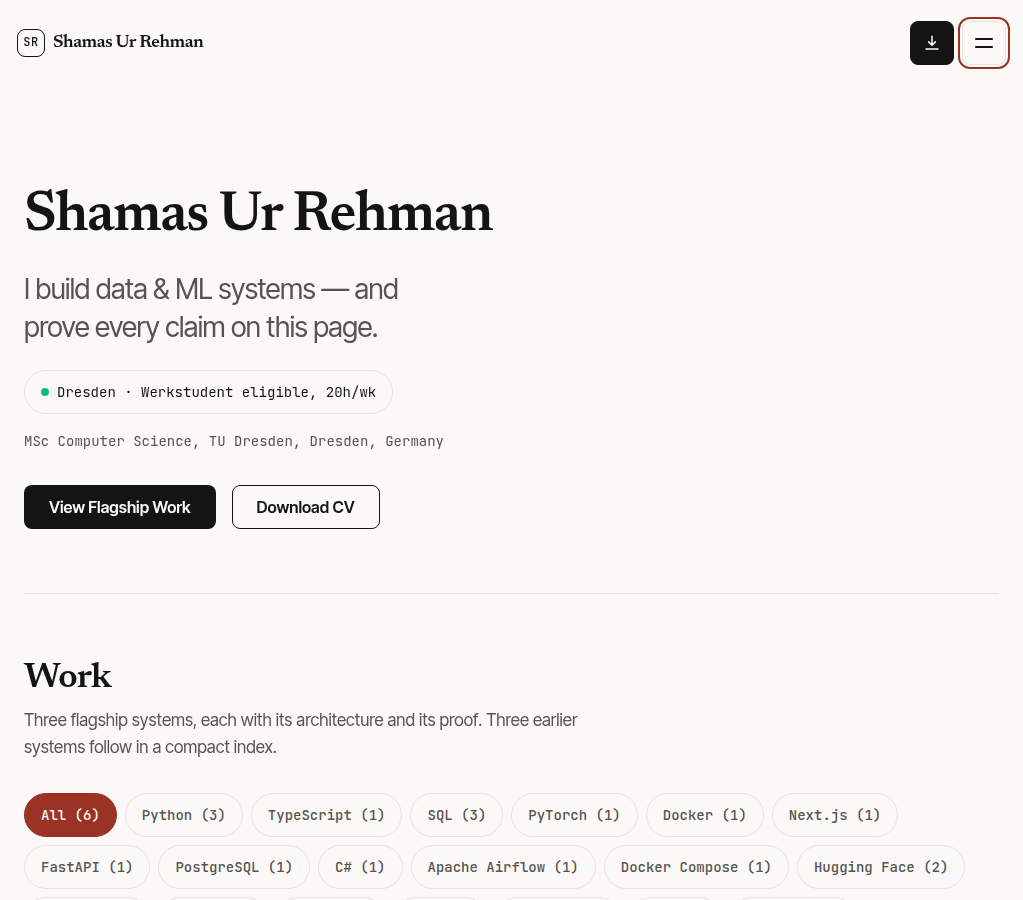 SR Shamas Ur Rehman
Shamas Ur Rehman
I build data & ML systems — and
prove every claim on this page.
Dresden · Werkstudent eligible, 20h/wk
MSc Computer Science, TU Dresden, Dresden, Germany
View Flagship Work Download CV
Work
Three flagship systems, each with its architecture and its proof. Three earlier
systems follow in a compact index.
All (6) Python (3) TypeScript (1) SQL (3) PyTorch (1) Docker (1) Next.js (1)
FastAPI (1) PostgreSQL (1) C# (1) Apache Airflow (1) Docker Compose (1) Hugging Face (2)